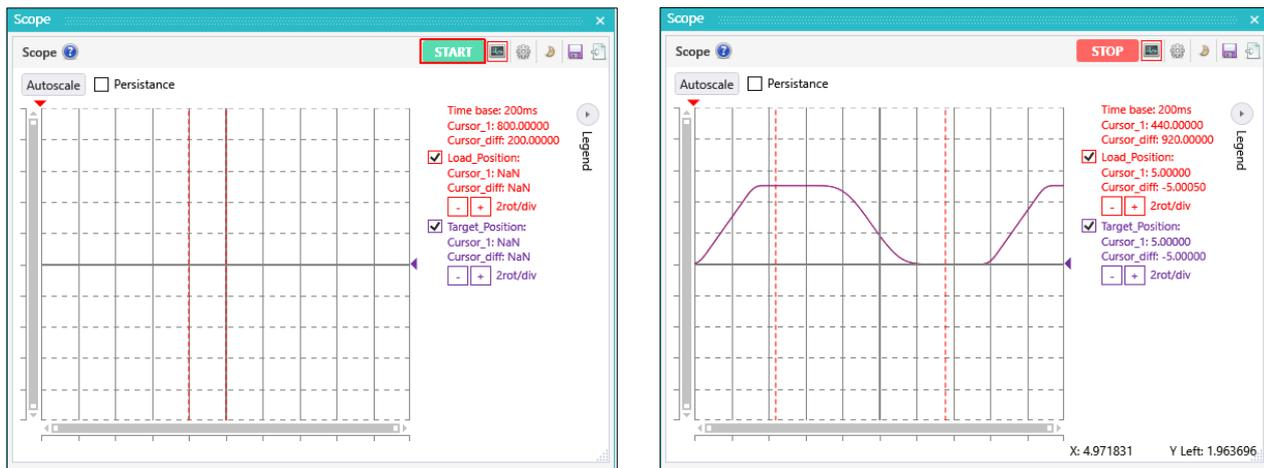 Scope
Scope
START
Autoscale
Persistance
Time base: 200ms
Cursor_1: 800.00000
Cursor_diff: 200.00000
Load_Position:
Cursor_1: NaN
Cursor_diff: NaN
- + 2rot/div
Target_Position:
Cursor_1: NaN
Cursor_diff: NaN
- + 2rot/div
Legend
Scope
Scope
STOP
Autoscale
Persistance
Time base: 200ms
Cursor_1: 440.00000
Cursor_diff: 920.00000
Load_Position:
Cursor_1: 5.00000
Cursor_diff: -5.00050
- + 2rot/div
Target_Position:
Cursor_1: 5.00000
Cursor_diff: -5.00000
- + 2rot/div
Legend
X: 4.971831 Y Left: 1.963696